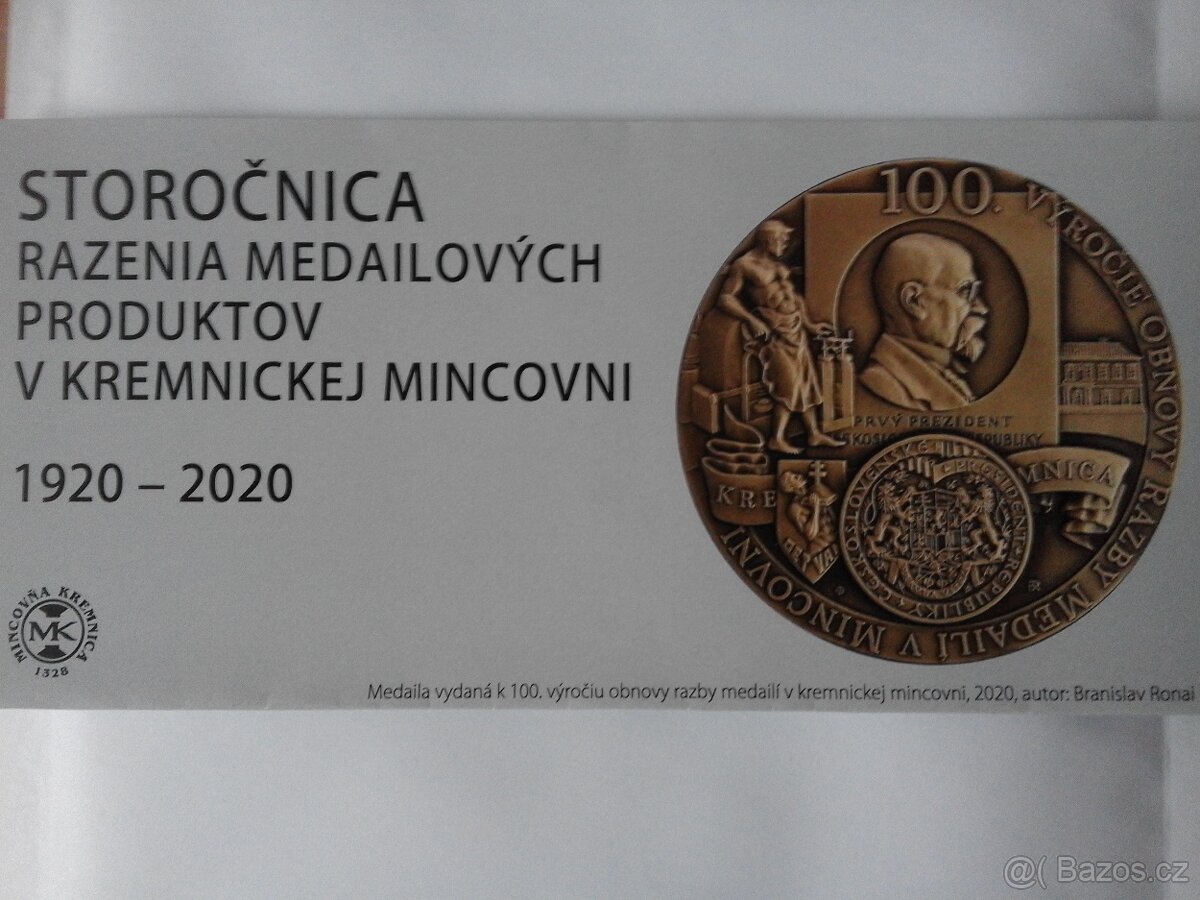 STOROČNICA
RAZENIA MEDAILOVÝCH
PRODUKTOV
V KREMNICKEJ MINCOVNI
1920 – 2020
MINCOVŇA KREMNICA
MK
1328
100. VÝROČIE OBNOVY RAZBY MEDAILÍ V MINCOVNI
PRVÝ PREZIDENT
KRE
MNICA
Medaila vydaná k 100. výročiu obnovy razby medailí v kremnickej mincovni, 2020, autor: Branislav Ronai
@( Bazos.cz